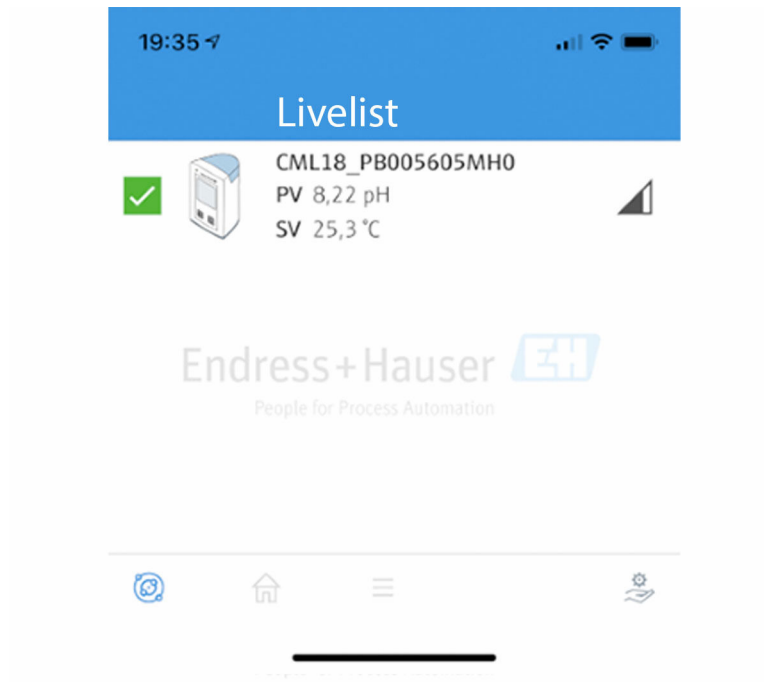 19:35
Livelist
CML18_PB005605MH0
PV 8,22 pH
SV 25,3 °C
Endress+Hauser EH
People for Process Automation